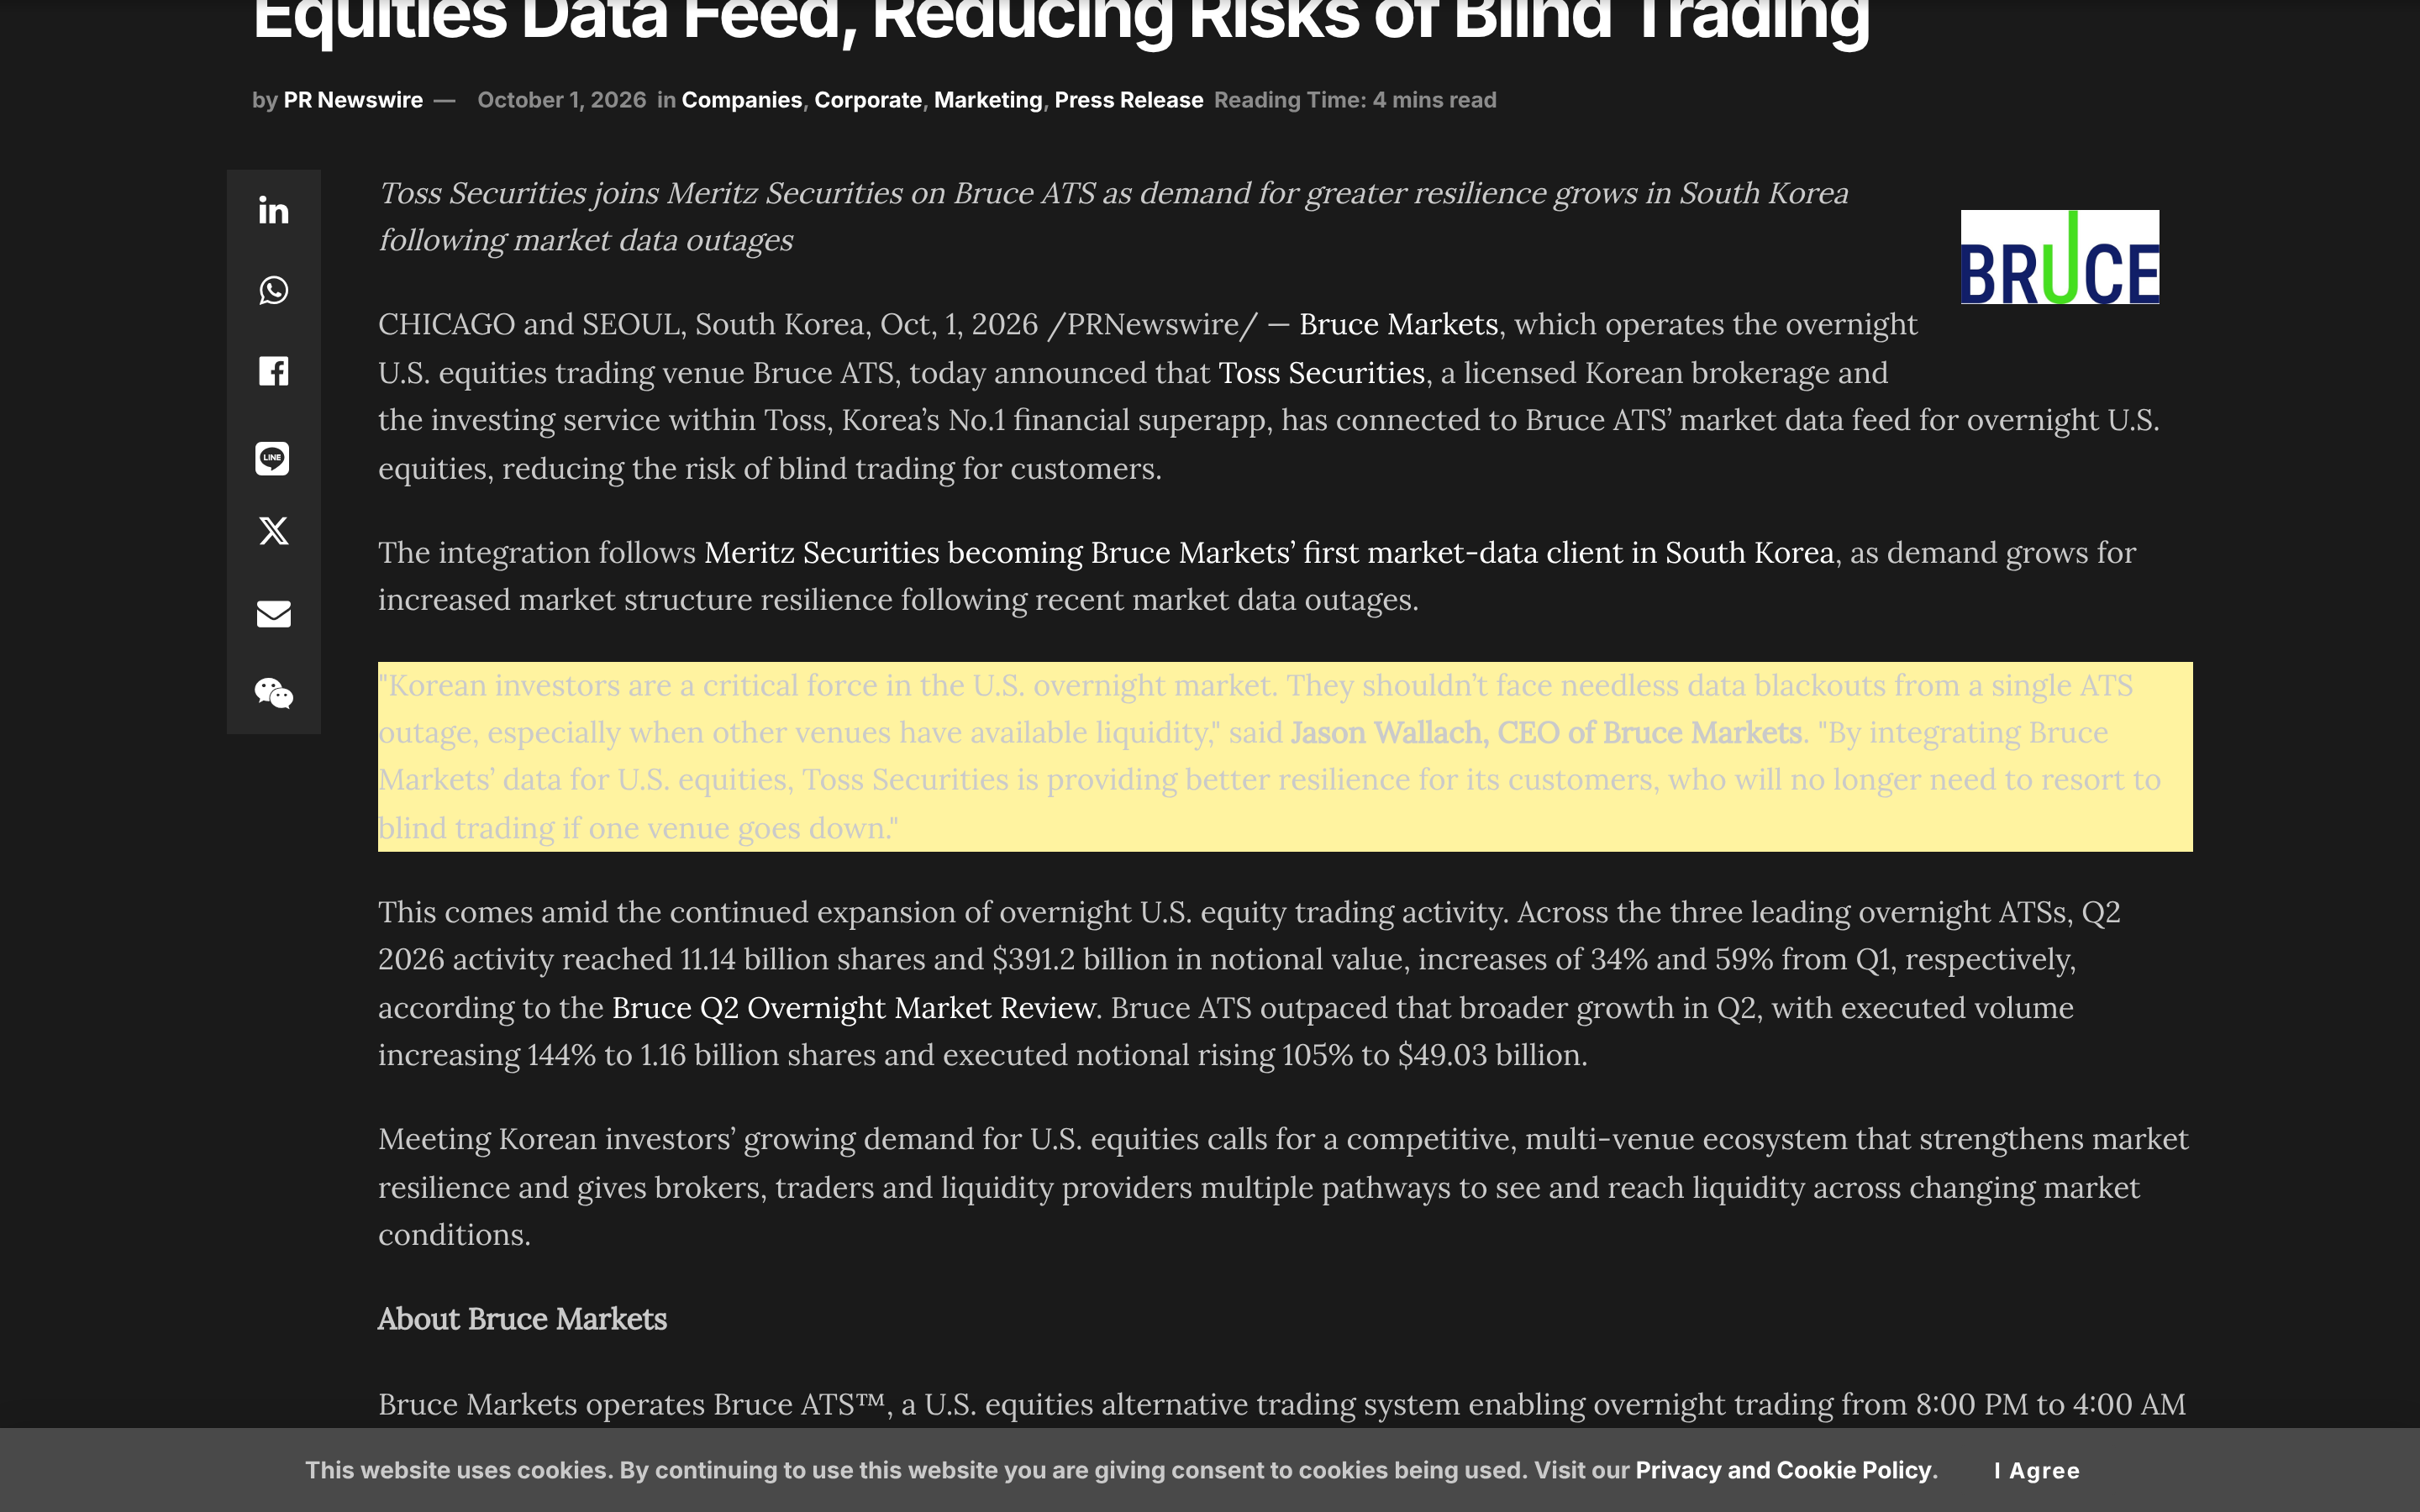 Equities Data Feed, Reducing Risks of Blind Trading
by PR Newswire — October 1, 2026 in Companies, Corporate, Marketing, Press Release Reading Time: 4 mins read
Toss Securities joins Meritz Securities on Bruce ATS as demand for greater resilience grows in South Korea
following market data outages
BRUCE
CHICAGO and SEOUL, South Korea, Oct, 1, 2026 /PRNewswire/ — Bruce Markets, which operates the overnight
U.S. equities trading venue Bruce ATS, today announced that Toss Securities, a licensed Korean brokerage and
the investing service within Toss, Korea’s No.1 financial superapp, has connected to Bruce ATS’ market data feed for overnight U.S.
equities, reducing the risk of blind trading for customers.
LINE
The integration follows Meritz Securities becoming Bruce Markets’ first market-data client in South Korea, as demand grows for
increased market structure resilience following recent market data outages.
"Korean investors are a critical force in the U.S. overnight market. They shouldn’t face needless data blackouts from a single ATS
outage, especially when other venues have available liquidity," said Jason Wallach, CEO of Bruce Markets. "By integrating Bruce
Markets’ data for U.S. equities, Toss Securities is providing better resilience for its customers, who will no longer need to resort to
blind trading if one venue goes down."
This comes amid the continued expansion of overnight U.S. equity trading activity. Across the three leading overnight ATSs, Q2
2026 activity reached 11.14 billion shares and $391.2 billion in notional value, increases of 34% and 59% from Q1, respectively,
according to the Bruce Q2 Overnight Market Review. Bruce ATS outpaced that broader growth in Q2, with executed volume
increasing 144% to 1.16 billion shares and executed notional rising 105% to $49.03 billion.
Meeting Korean investors’ growing demand for U.S. equities calls for a competitive, multi-venue ecosystem that strengthens market
resilience and gives brokers, traders and liquidity providers multiple pathways to see and reach liquidity across changing market
conditions.
About Bruce Markets
Bruce Markets operates Bruce ATS™, a U.S. equities alternative trading system enabling overnight trading from 8:00 PM to 4:00 AM
This website uses cookies. By continuing to use this website you are giving consent to cookies being used. Visit our Privacy and Cookie Policy. I Agree